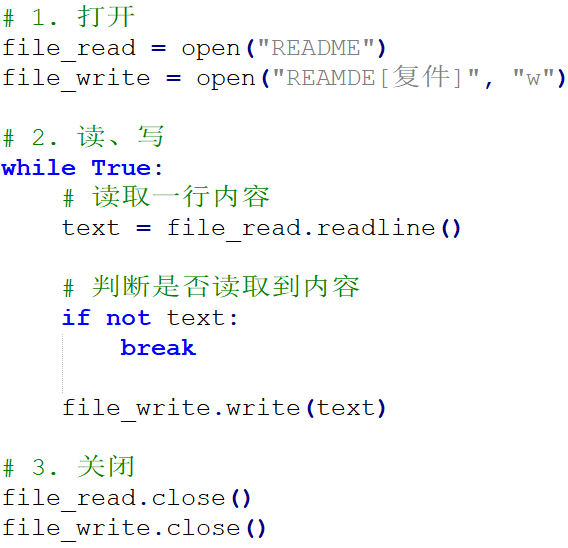 # 1. 打开
file_read = open("README")
file_write = open("REAMDE[复件]", "w")
# 2. 读、写
while True:
    # 读取一行内容
    text = file_read.readline()
    # 判断是否读取到内容
    if not text:
        break
    file_write.write(text)
# 3. 关闭
file_read.close()
file_write.close()